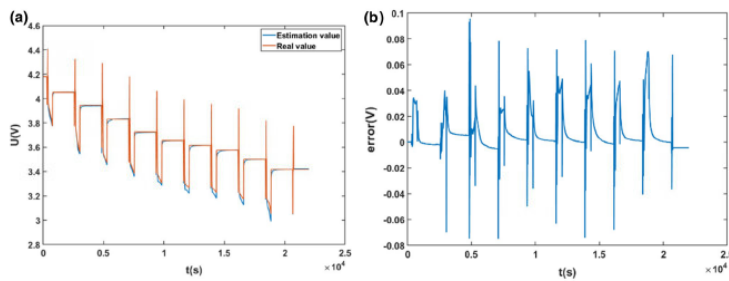 (a)
4.6
4.4
4.2
4
3.8
3.6
3.4
3.2
3
2.8
U(V)
Estimation value
Real value
0 0.5 1 1.5 2 2.5
t(s)
×10⁴
(b)
0.1
0.08
0.06
0.04
0.02
0
-0.02
-0.04
-0.06
-0.08
error(V)
0 0.5 1 1.5 2 2.5
t(s)
×10⁴